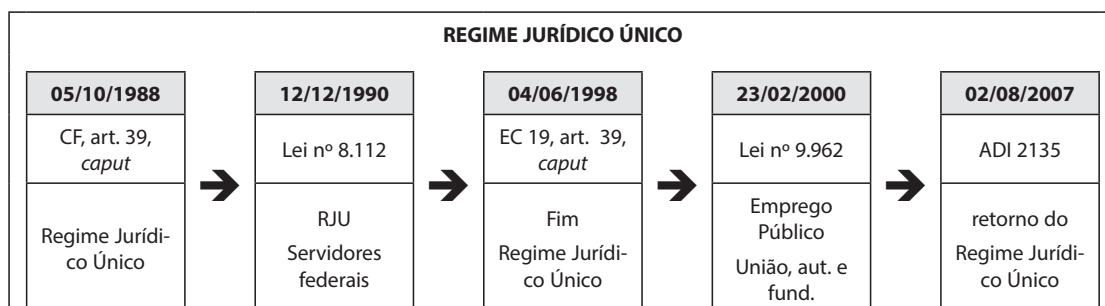 REGIME JURÍDICO ÚNICO
05/10/1988
CF, art. 39,
caput
Regime Jurídi-
co Único
12/12/1990
Lei nº 8.112
RJU
Servidores
federais
04/06/1998
EC 19, art. 39,
caput
Fim
Regime Jurídi-
co Único
23/02/2000
Lei nº 9.962
Emprego
Público
União, aut. e
fund.
02/08/2007
ADI 2135
retorno do
Regime Jurídi-
co Único